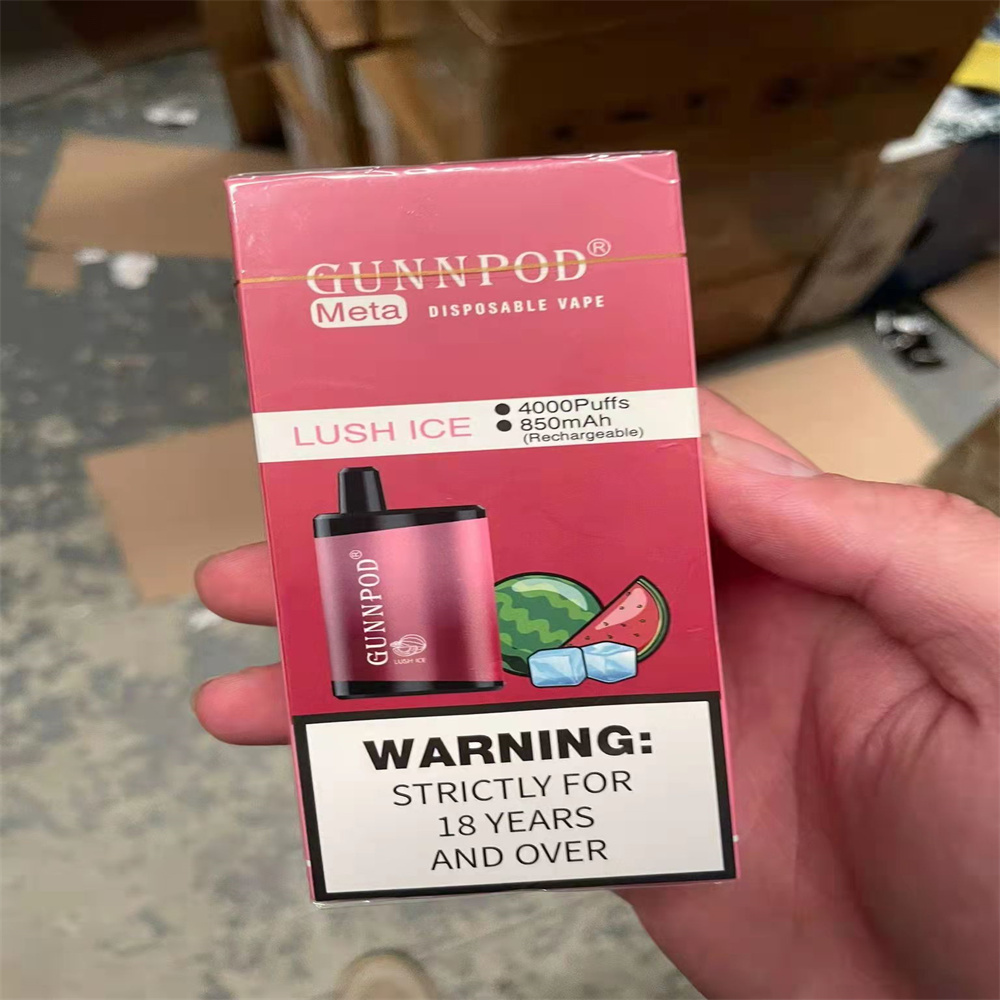 GUNNPOD®
Meta DISPOSABLE VAPE
LUSH ICE
● 4000Puffs
● 850mAh
(Rechargeable)
GUNNPOD®
LUSH ICE
WARNING:
STRICTLY FOR
18 YEARS
AND OVER